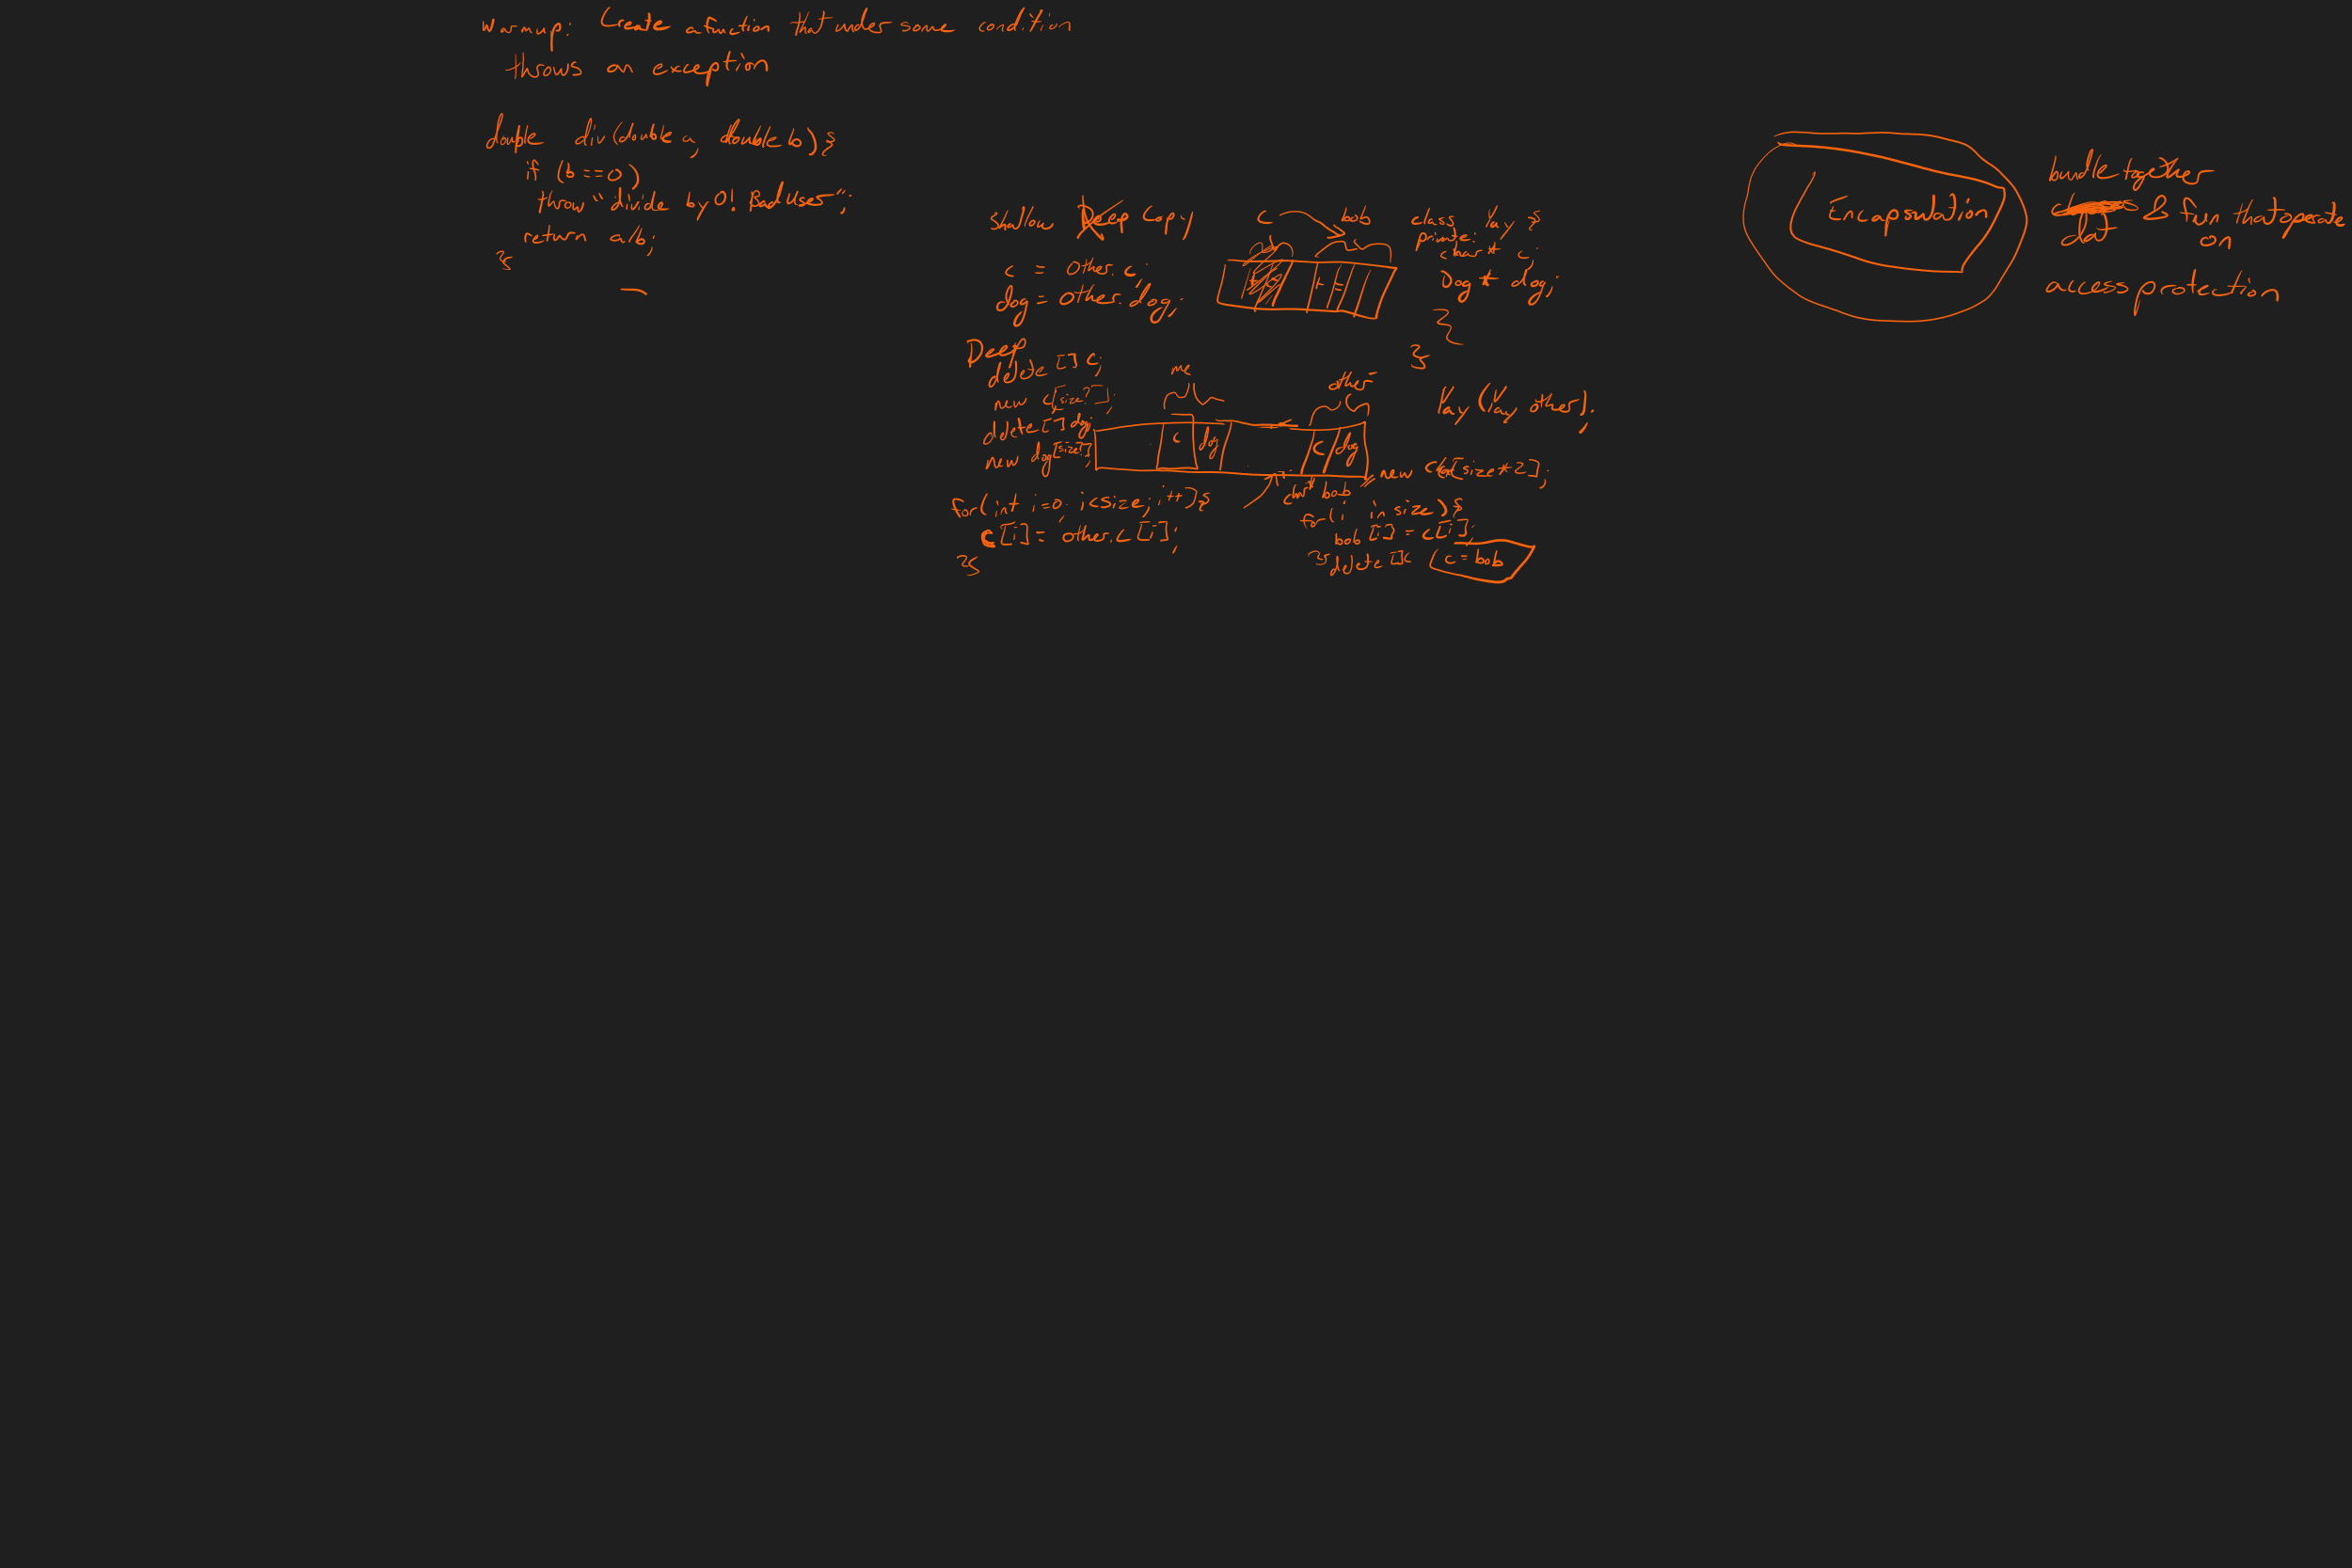 warmup: Create a function that under some condition
throws an exception
double div(double a, double b){
if (b==0)
throw "divide by 0! Bad user";
return a/b;
}
Shallow Deep Copy
c = other.c;
dog = other.dog;
c
bob
class Yay {
private:
char* c;
Dog* dog;
}
Yay(Yay other);
Deep
delete[] c;
new c[size];
delete[] dog;
new dog[size];
me
other
c dog
c dog
for(int i=0; i<size; i++){
c[i] = other.c[i];
}
char* bob = new char[size*2];
for(i in size){
bob[i] = c[i];
} delete[] c
c = bob
Encapsulation
bundle together
dat & fun that operate
on
access protection